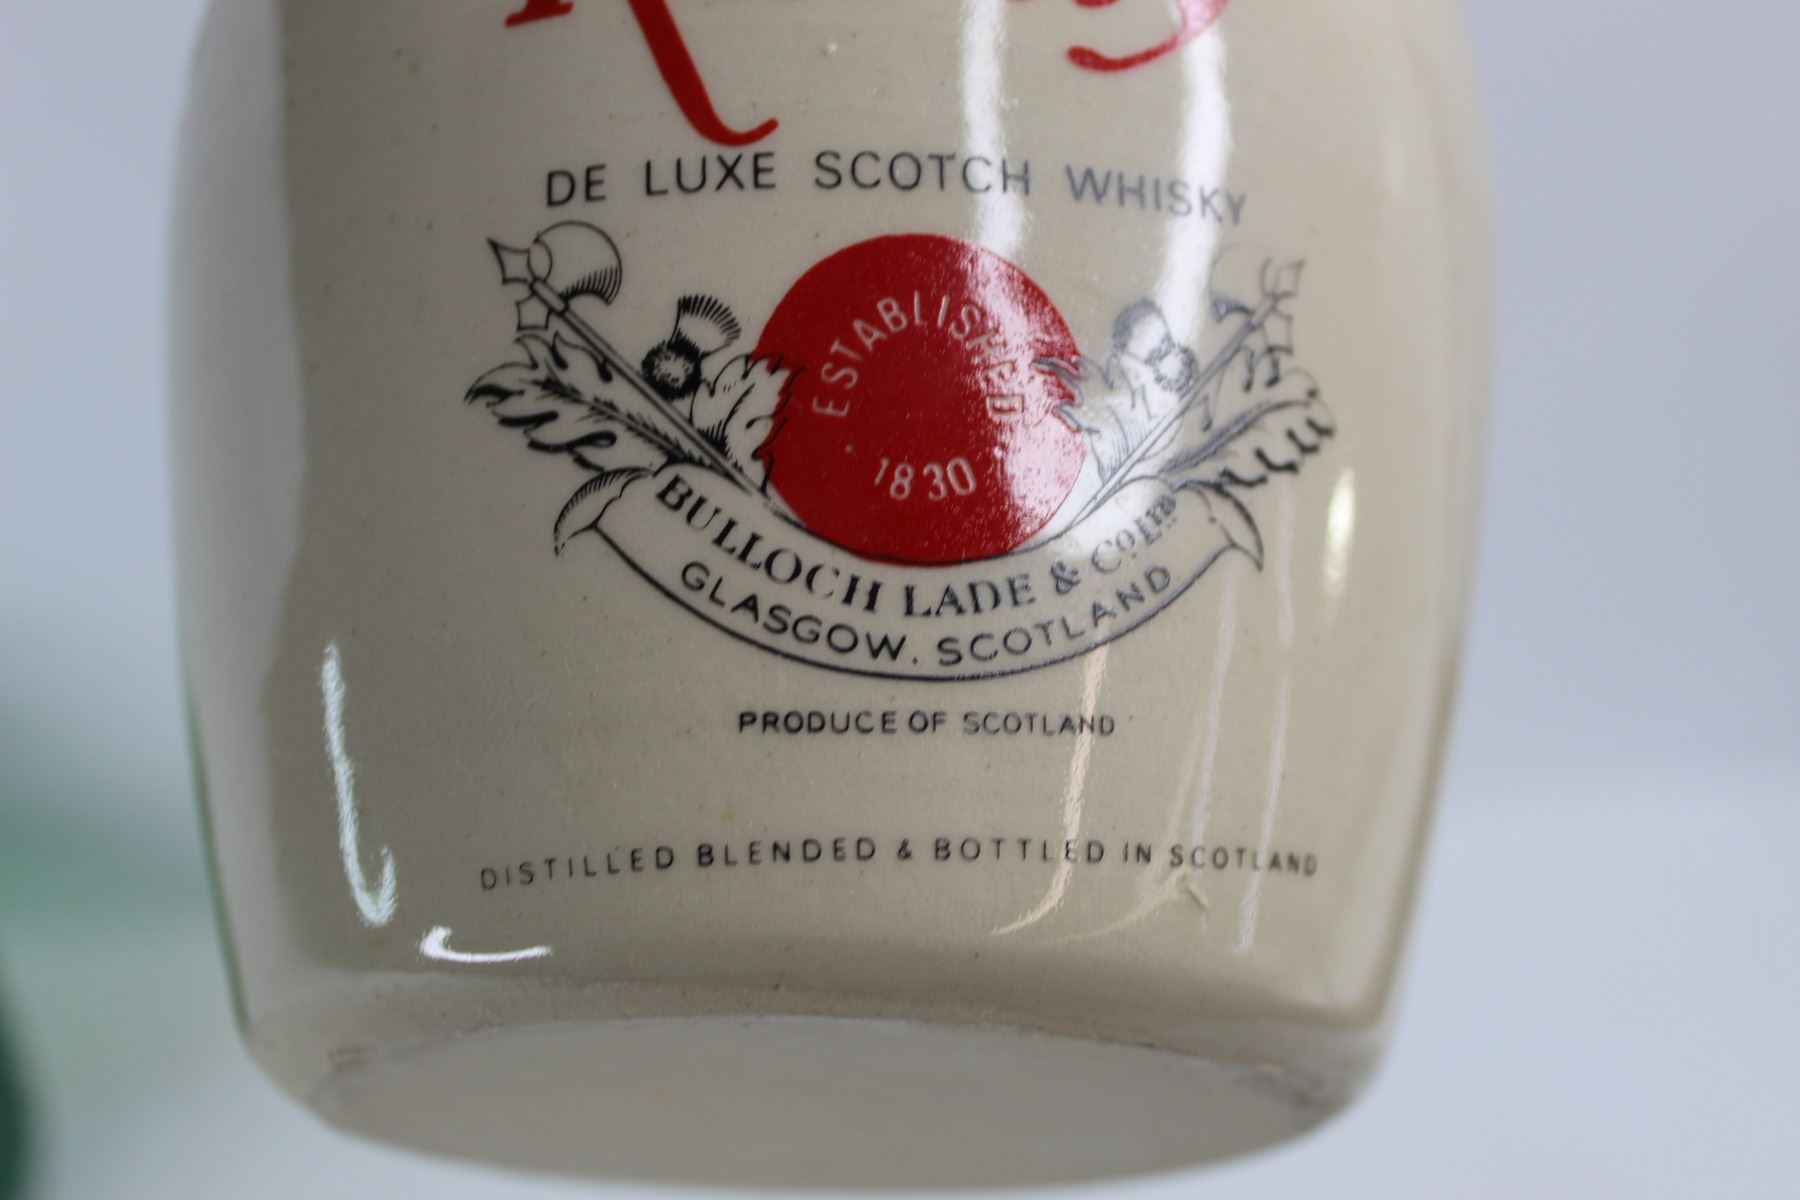 DE LUXE SCOTCH WHISKY
ESTABLISHED
· 1830 ·
BULLOCH LADE & CO LTD
GLASGOW. SCOTLAND
PRODUCE OF SCOTLAND
DISTILLED BLENDED & BOTTLED IN SCOTLAND